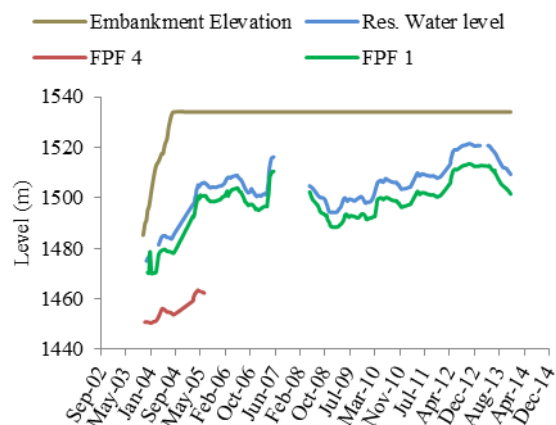 Embankment Elevation
Res. Water level
FPF 4
FPF 1
Level (m)
1540
1520
1500
1480
1460
1440
Sep-02
May-03
Jan-04
Sep-04
May-05
Feb-06
Oct-06
Jun-07
Feb-08
Oct-08
Jul-09
Mar-10
Nov-10
Jul-11
Apr-12
Dec-12
Aug-13
Apr-14
Dec-14